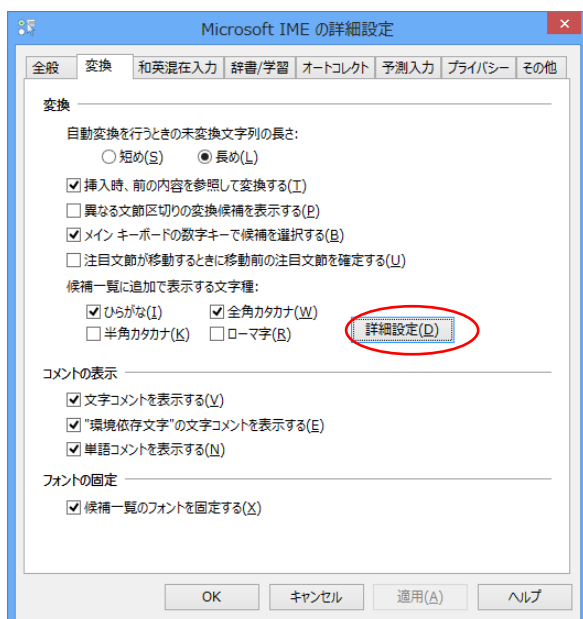 Microsoft IME の詳細設定
全般 変換 和英混在入力 辞書/学習 オートコレクト 予測入力 プライバシー その他
変換
自動変換を行うときの未変換文字列の長さ:
短め(S) 長め(L)
挿入時、前の内容を参照して変換する(T)
異なる文節区切りの変換候補を表示する(P)
メイン キーボードの数字キーで候補を選択する(B)
注目文節が移動するときに移動前の注目文節を確定する(U)
候補一覧に追加で表示する文字種:
ひらがな(I) 全角カタカナ(W)
半角カタカナ(K) ローマ字(R) 詳細設定(D)
コメントの表示
文字コメントを表示する(V)
"環境依存文字"の文字コメントを表示する(E)
単語コメントを表示する(N)
フォントの固定
候補一覧のフォントを固定する(X)
OK キャンセル 適用(A) ヘルプ